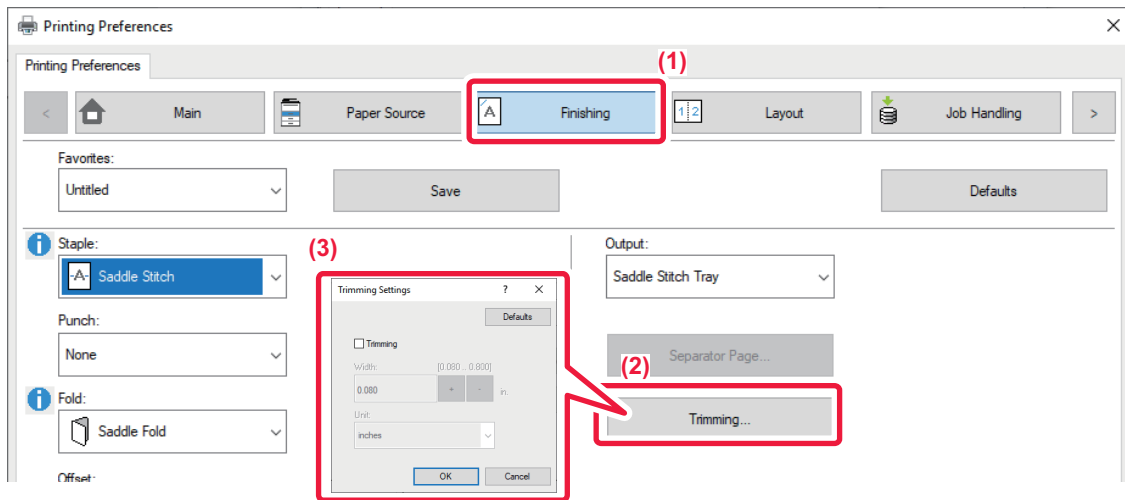 Printing Preferences
Printing Preferences
(1)
< Main Paper Source A Finishing 1 2 Layout Job Handling >
Favorites:
Untitled Save Defaults
Staple:
-A- Saddle Stitch
Punch:
None
Fold:
Saddle Fold
Offset:
(3)
Trimming Settings ? ×
Defaults
Trimming
Width: [0.080 .. 0.800]
0.080 + - in.
Unit:
inches
OK Cancel
Output:
Saddle Stitch Tray
Separator Page...
(2)
Trimming...